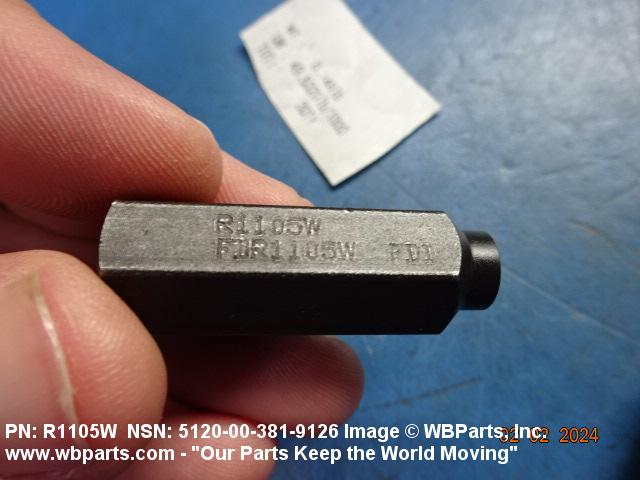 R1105W
FDR1105W PD1
PN: R1105W NSN: 5120-00-381-9126 Image © WBParts, Inc.
02 02 2024
www.wbparts.com - "Our Parts Keep the World Moving"